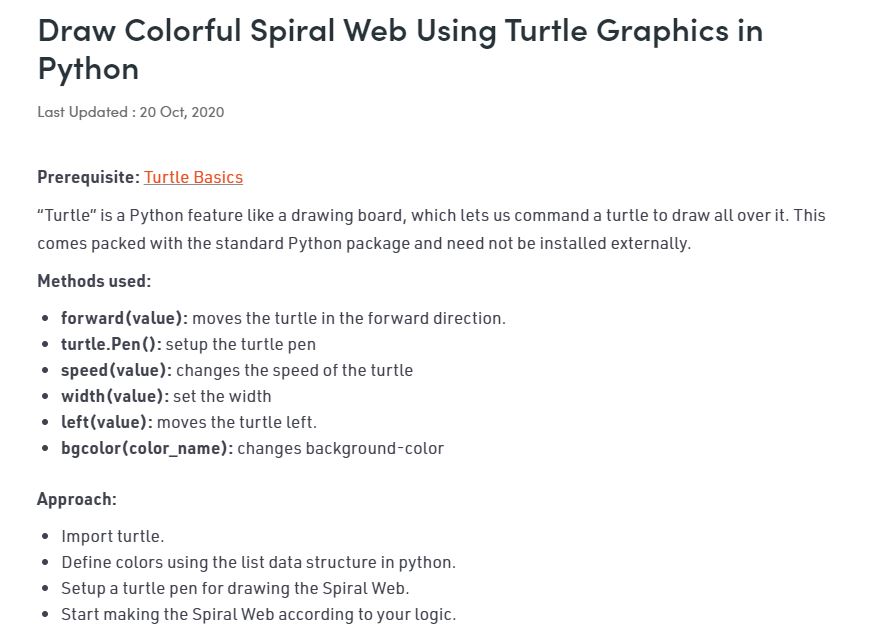 Draw Colorful Spiral Web Using Turtle Graphics in
Python
Last Updated : 20 Oct, 2020
Prerequisite: Turtle Basics
“Turtle” is a Python feature like a drawing board, which lets us command a turtle to draw all over it. This
comes packed with the standard Python package and need not be installed externally.
Methods used:
• forward(value): moves the turtle in the forward direction.
• turtle.Pen(): setup the turtle pen
• speed(value): changes the speed of the turtle
• width(value): set the width
• left(value): moves the turtle left.
• bgcolor(color_name): changes background-color
Approach:
• Import turtle.
• Define colors using the list data structure in python.
• Setup a turtle pen for drawing the Spiral Web.
• Start making the Spiral Web according to your logic.